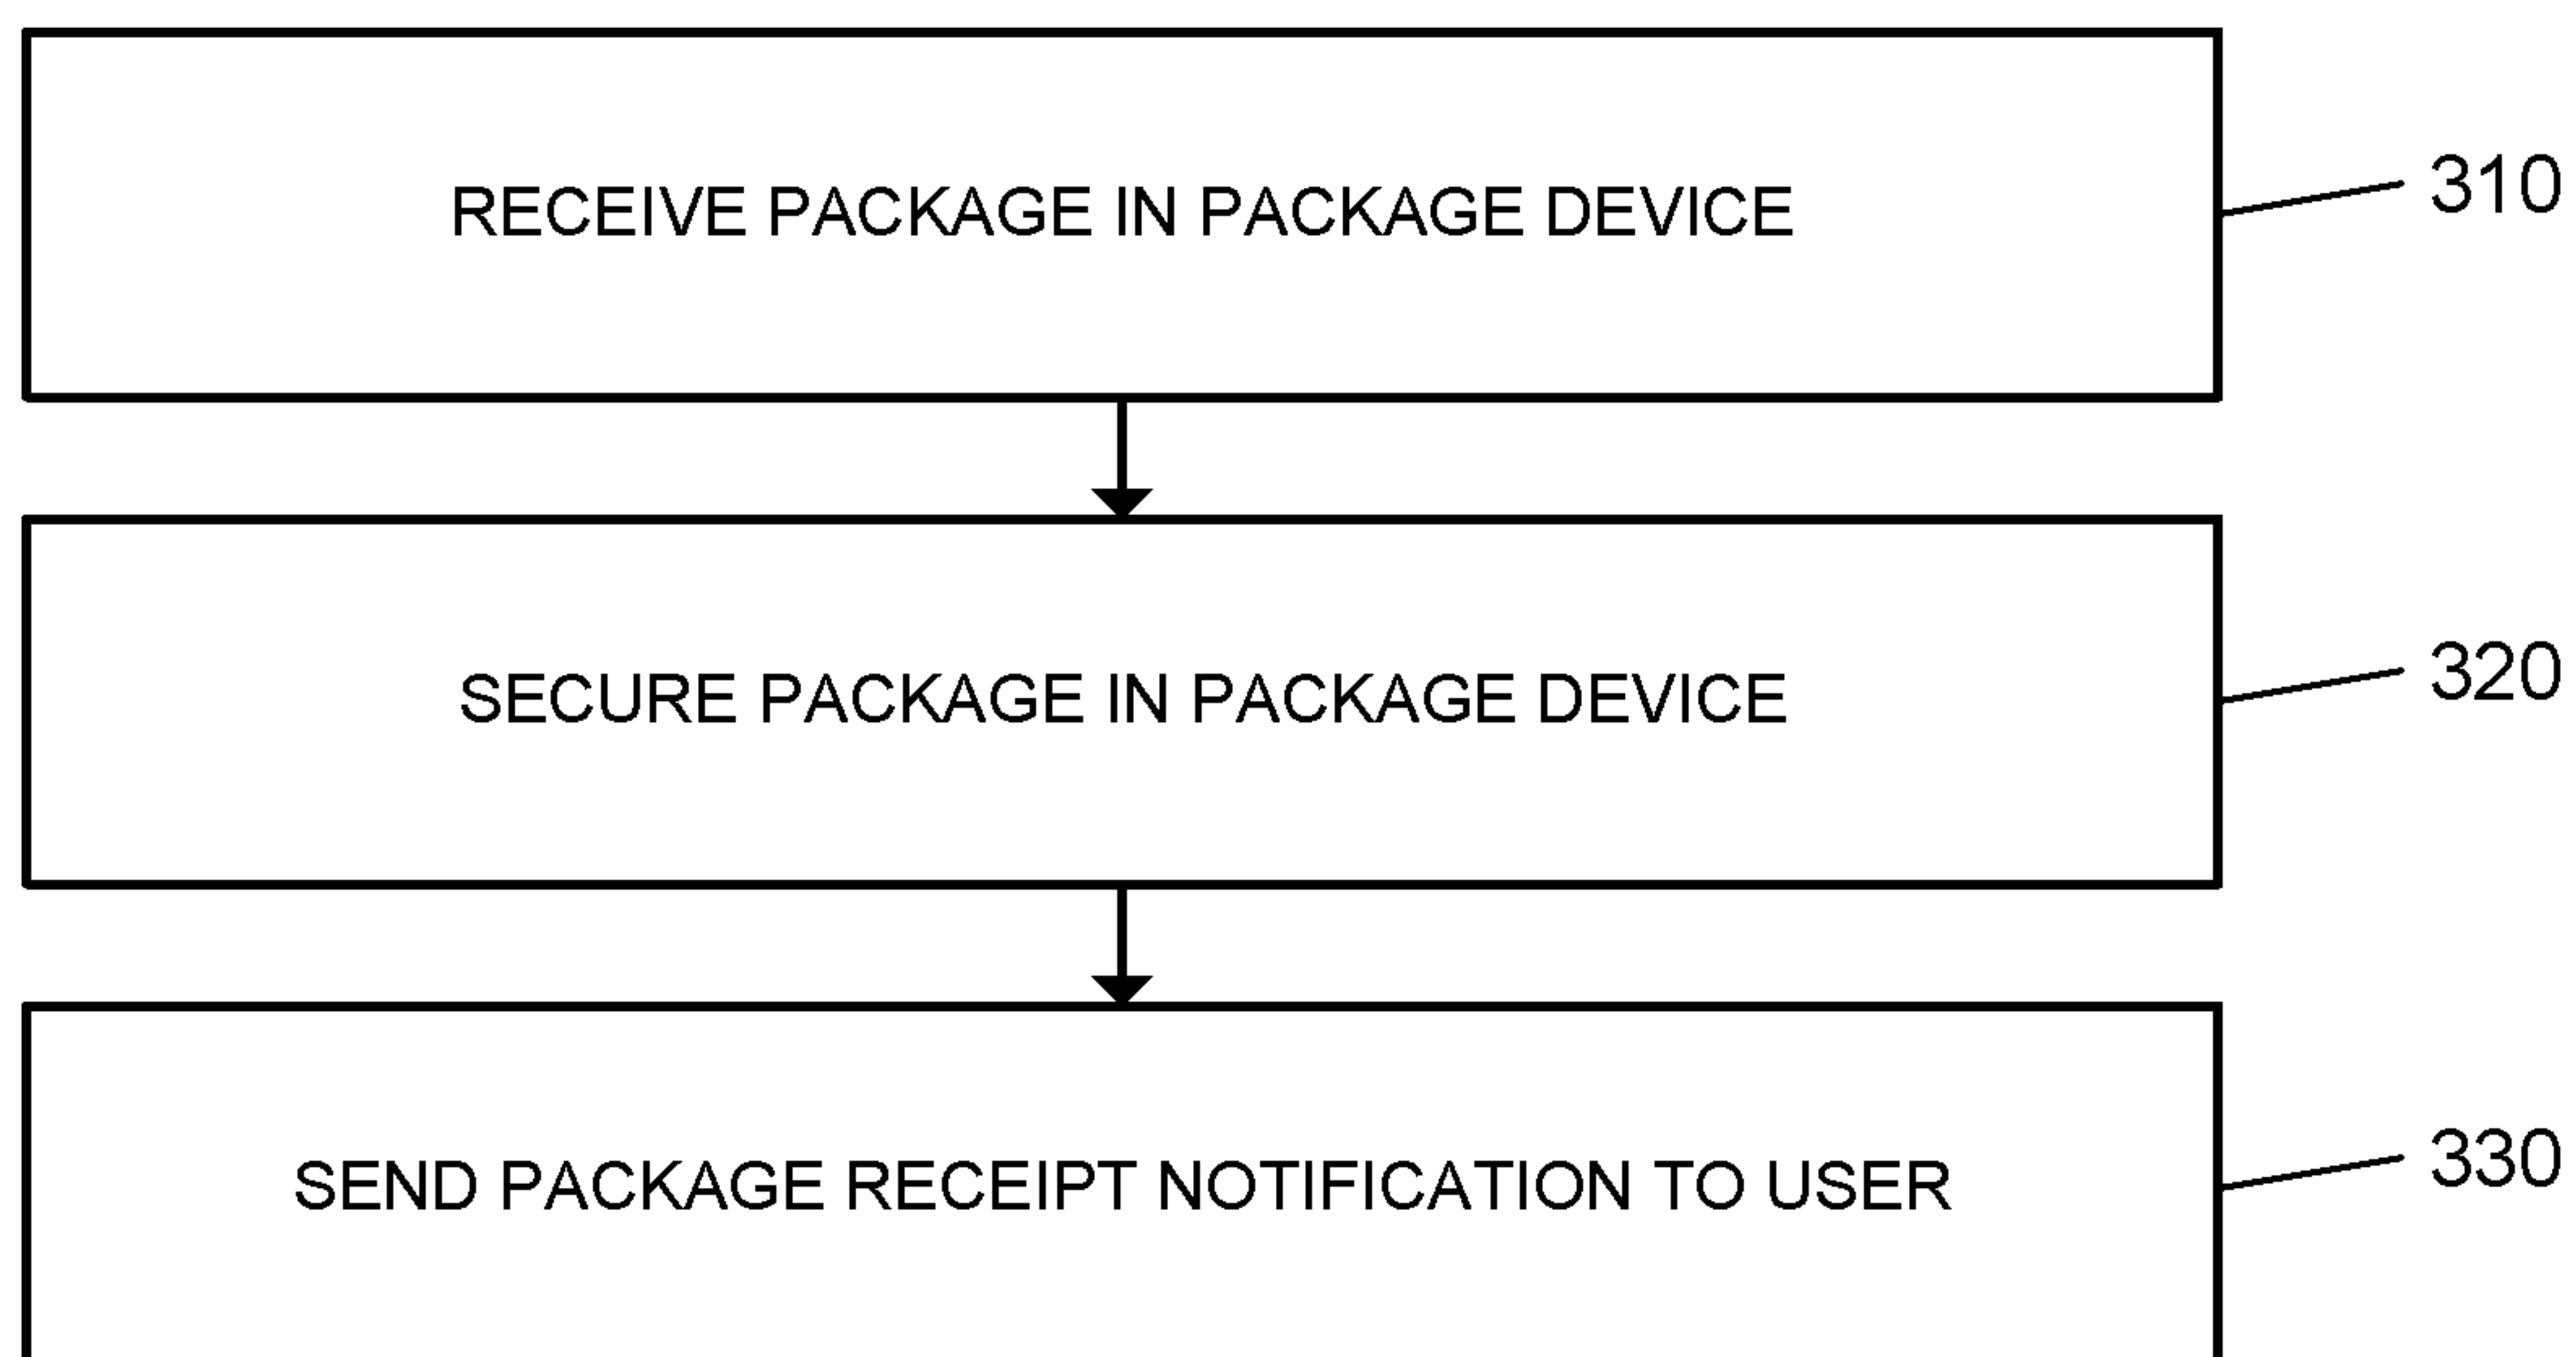 RECEIVE PACKAGE IN PACKAGE DEVICE
310
SECURE PACKAGE IN PACKAGE DEVICE
320
SEND PACKAGE RECEIPT NOTIFICATION TO USER
330